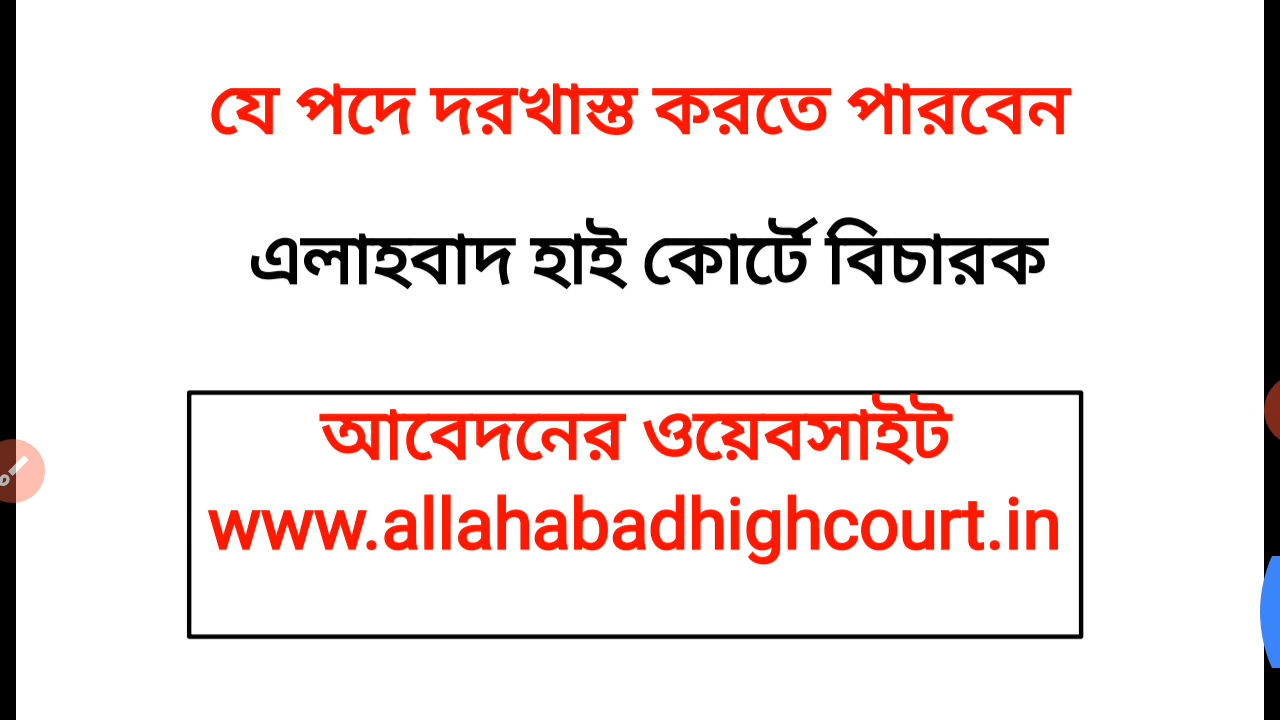 যে পদে দরখাস্ত করতে পারবেন
এলাহবাদ হাই কোর্টে বিচারক
আবেদনের ওয়েবসাইট
www.allahabadhighcourt.in